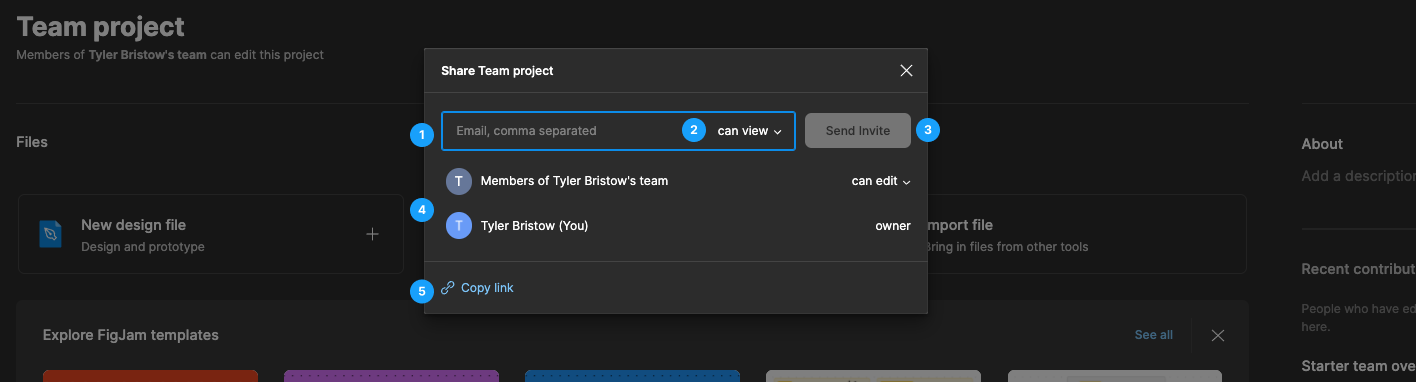 Team project
Members of Tyler Bristow's team can edit this project
Share Team project
1
Email, comma separated
2
can view
Send Invite
3
Files
About
Add a description
T
Members of Tyler Bristow's team
can edit
4
T
Tyler Bristow (You)
owner
New design file
Design and prototype
mport file
Bring in files from other tools
Recent contribut
5
Copy link
People who have ed
here.
Explore FigJam templates
See all
Starter team ove